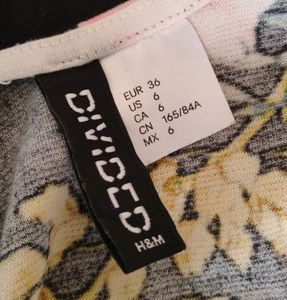 DIVIDED
H&M
EUR 36
US 6
CA 6
CN 165/84A
MX 6